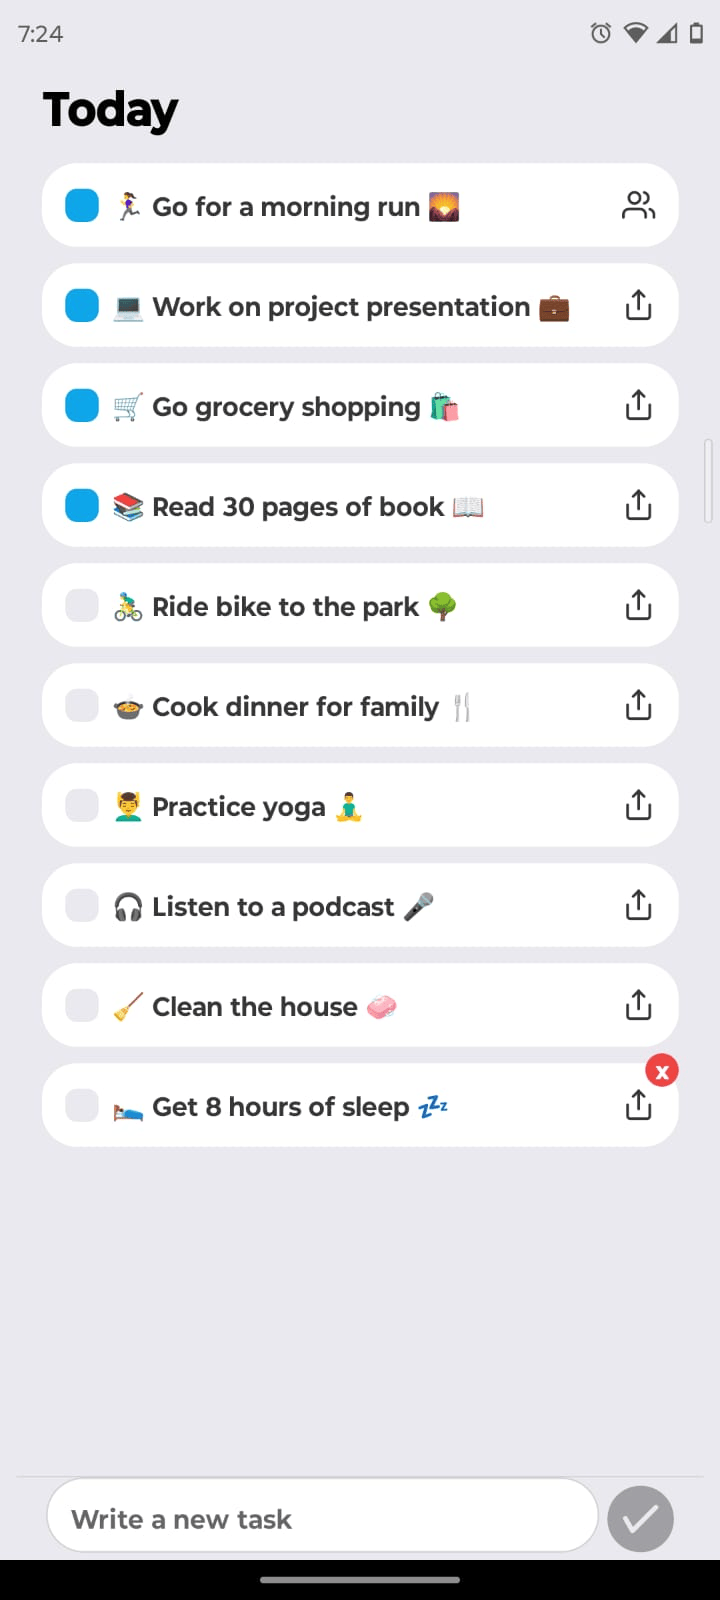 7:24
Today
Go for a morning run
Work on project presentation
Go grocery shopping
Read 30 pages of book
Ride bike to the park
Cook dinner for family
Practice yoga
Listen to a podcast
Clean the house
x
Get 8 hours of sleep 💤
Write a new task